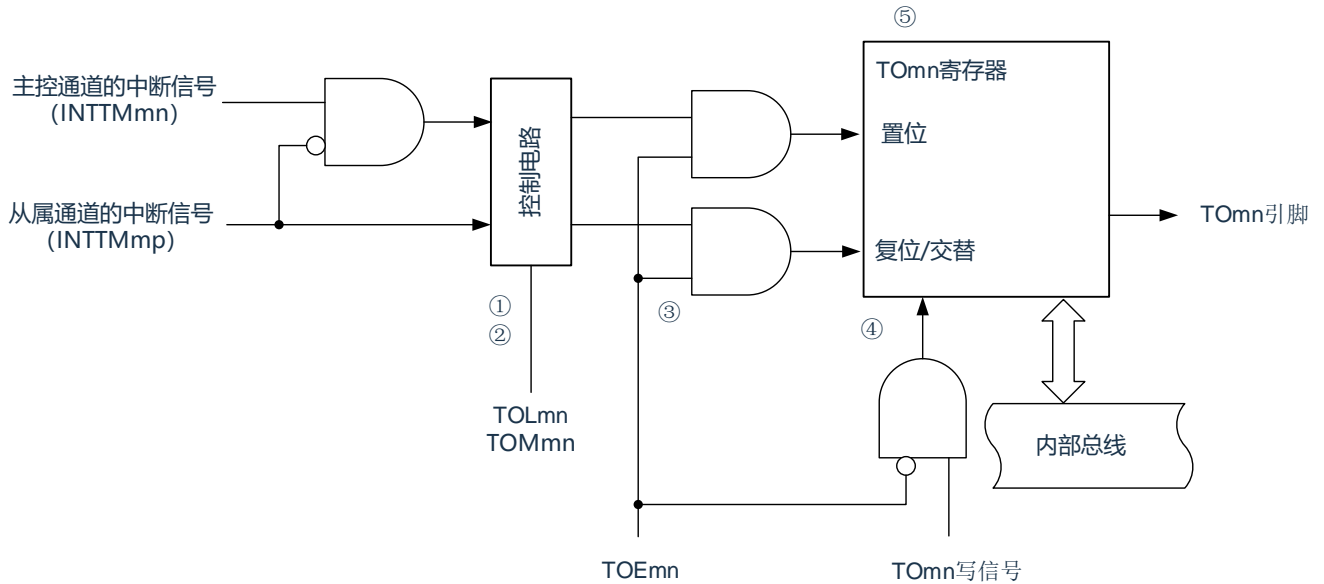 ⑤
主控通道的中断信号
(INTTMmn)
TOmn寄存器
置位
控制电路
从属通道的中断信号
(INTTMmp)
TOmn引脚
复位/交替
①
②
③
④
TOLmn
TOMmn
内部总线
TOEmn
TOmn写信号